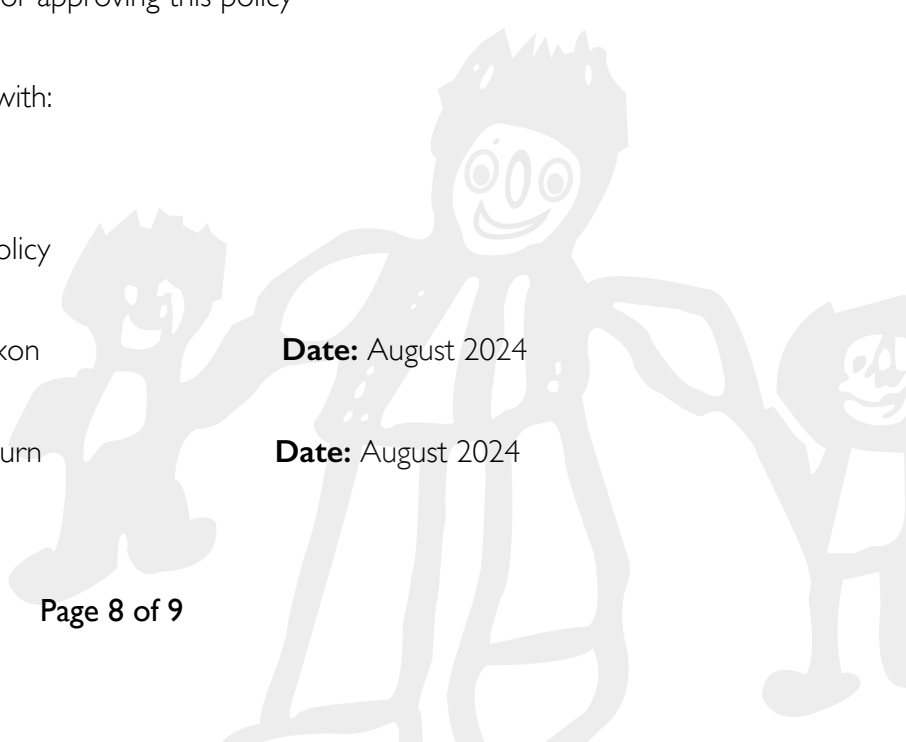 or approving this policy
with:
olicy
xon Date: August 2024
urn Date: August 2024
Page 8 of 9